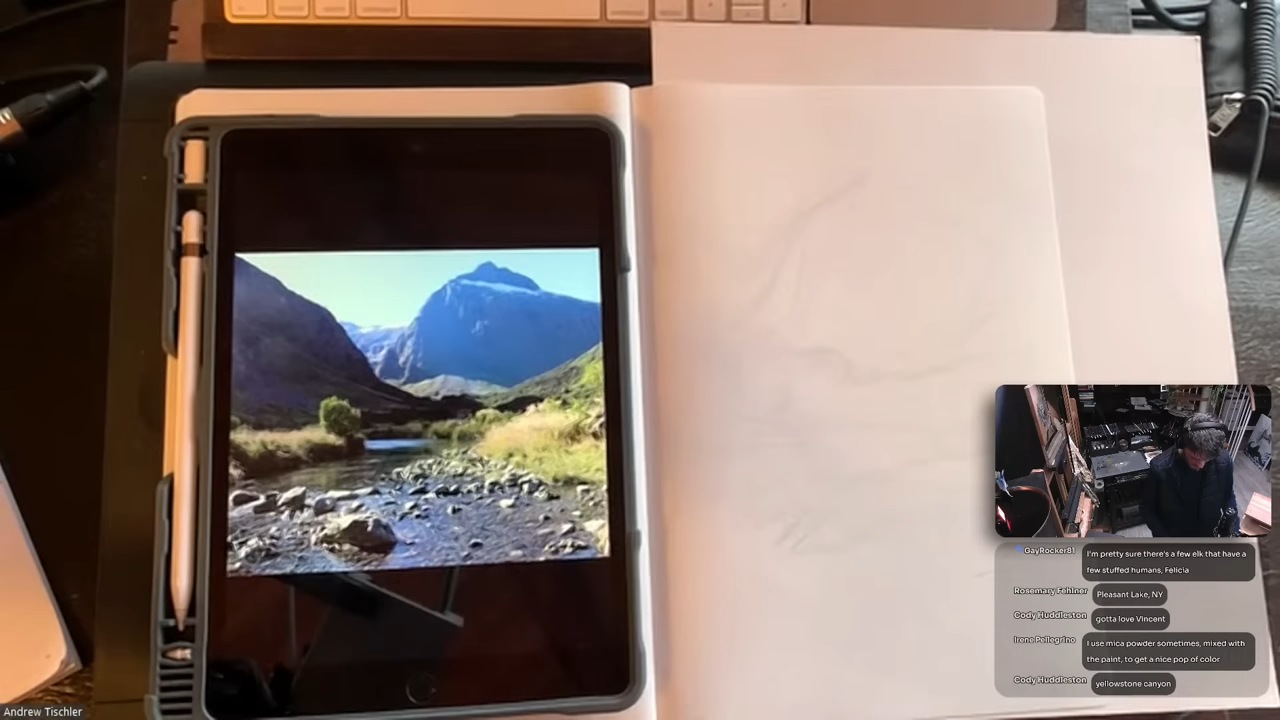 GayRocker81
I'm pretty sure there's a few elk that have a
few stuffed humans, Felicia
Rosemary Fehlner
Pleasant Lake, NY
Cody Huddleston
gotta love Vincent
Irene Pellegrino
I use mica powder sometimes, mixed with
the paint, to get a nice pop of color
Cody Huddleston
yellowstone canyon
Andrew Tischler